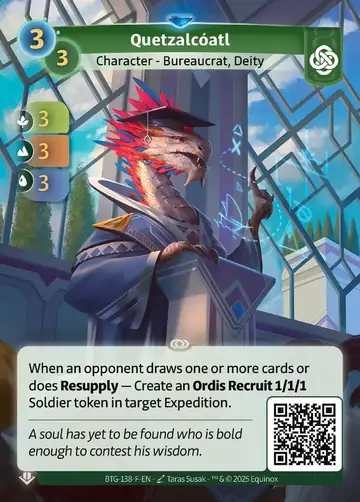 3
3
Quetzalcóatl
Character - Bureaucrat, Deity
3
3
3
When an opponent draws one or more cards or
does Resupply — Create an Ordis Recruit 1/1/1
Soldier token in target Expedition.
A soul has yet to be found who is bold
enough to contest his wisdom.
BTG-138-F-EN - Taras Susak - ™ & © 2025 Equinox